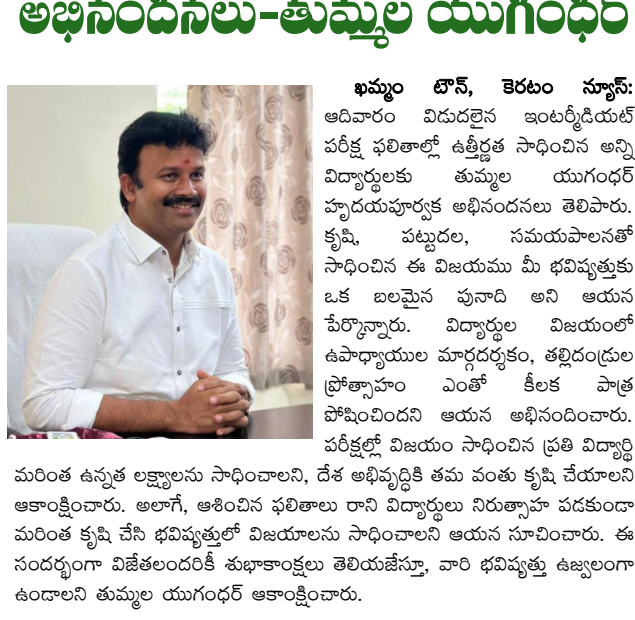 అభినందనలు-తుమ్మల యుగంధర్
ఖమ్మం టౌన్, కెరటం న్యూస్:
ఆదివారం విడుదలైన ఇంటర్మీడియట్
పరీక్ష ఫలితాల్లో ఉత్తీర్ణత సాధించిన అన్ని
విద్యార్థులకు తుమ్మల యుగంధర్
హృదయపూర్వక అభినందనలు తెలిపారు.
కృషి, పట్టుదల, సమయపాలనతో
సాధించిన ఈ విజయము మీ భవిష్యత్తుకు
ఒక బలమైన పునాది అని ఆయన
పేర్కొన్నారు. విద్యార్థుల విజయంలో
ఉపాధ్యాయుల మార్గదర్శకం, తల్లిదండ్రుల
ప్రోత్సాహం ఎంతో కీలక పాత్ర
పోషించిందని ఆయన అభినందించారు.
పరీక్షల్లో విజయం సాధించిన ప్రతి విద్యార్థి
మరింత ఉన్నత లక్ష్యాలను సాధించాలని, దేశ అభివృద్ధికి తమ వంతు కృషి చేయాలని
ఆకాంక్షించారు. అలాగే, ఆశించిన ఫలితాలు రాని విద్యార్థులు నిరుత్సాహ పడకుండా
మరింత కృషి చేసి భవిష్యత్తులో విజయాలను సాధించాలని ఆయన సూచించారు. ఈ
సందర్భంగా విజేతలందరికీ శుభాకాంక్షలు తెలియజేస్తూ, వారి భవిష్యత్తు ఉజ్వలంగా
ఉండాలని తుమ్మల యుగంధర్ ఆకాంక్షించారు.